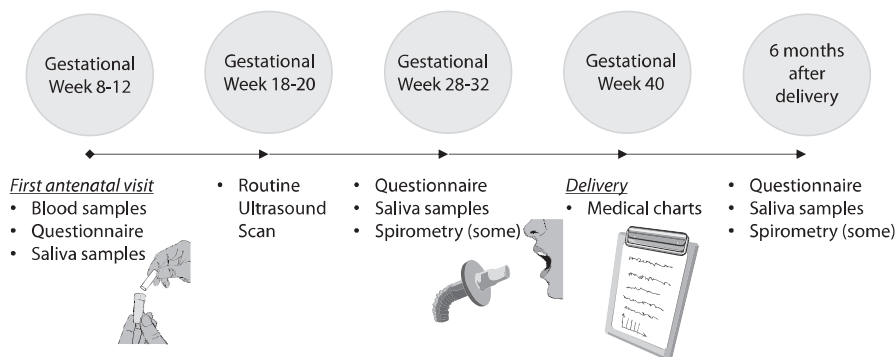 Gestational
Week 8-12
Gestational
Week 18-20
Gestational
Week 28-32
Gestational
Week 40
6 months
after
delivery
First antenatal visit
• Blood samples
• Questionnaire
• Saliva samples
• Routine
Ultrasound
Scan
• Questionnaire
• Saliva samples
• Spirometry (some)
Delivery
• Medical charts
• Questionnaire
• Saliva samples
• Spirometry (some)